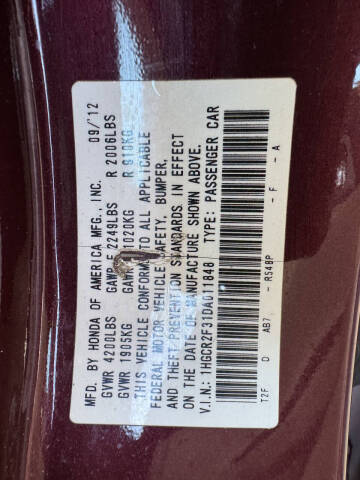 MFD. BY HONDA OF AMERICA MFG. INC. 09/'12
GVWR 4200LBS GAWR F 2249LBS R 2006LBS
GVWR 1905KG GAWR F 1020KG R 910KG
THIS VEHICLE CONFORMS TO ALL APPLICABLE
FEDERAL MOTOR VEHICLE SAFETY, BUMPER,
AND THEFT PREVENTION STANDARDS IN EFFECT
ON THE DATE OF MANUFACTURE SHOWN ABOVE.
V.I.N.: 1HGCR2F31DA011848 TYPE: PASSENGER CAR
T2F D AB7 - R548P - F - A